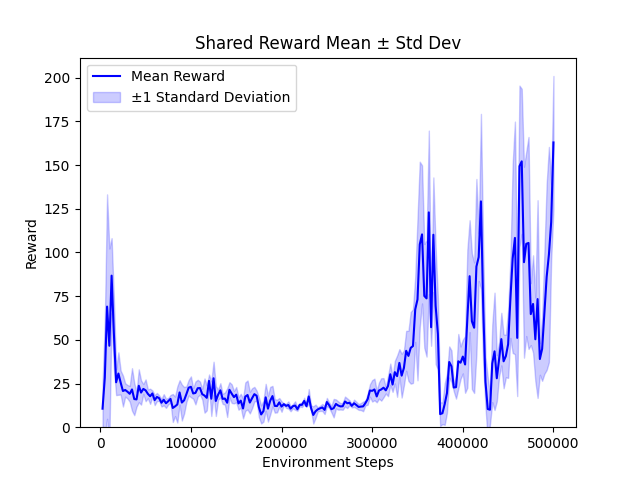 Shared Reward Mean ± Std Dev
Mean Reward
±1 Standard Deviation
200
175
150
125
100
75
50
25
0
Reward
0 100000 200000 300000 400000 500000
Environment Steps